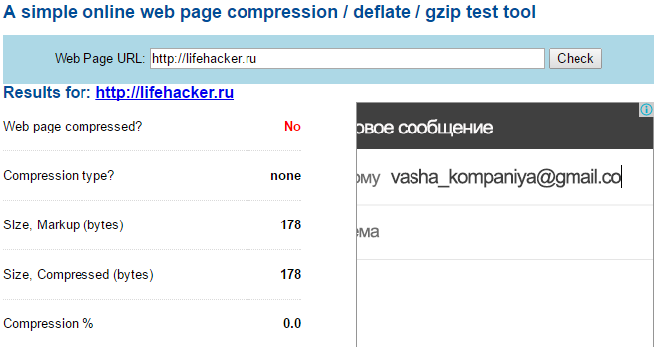 A simple online web page compression / deflate / gzip test tool
Web Page URL: http://lifehacker.ru Check
Results for: http://lifehacker.ru
Web page compressed? No
Compression type? none
SIze, Markup (bytes) 178
Size, Compressed (bytes) 178
Compression % 0.0
овое сообщение
ому vasha_kompaniya@gmail.co
ема